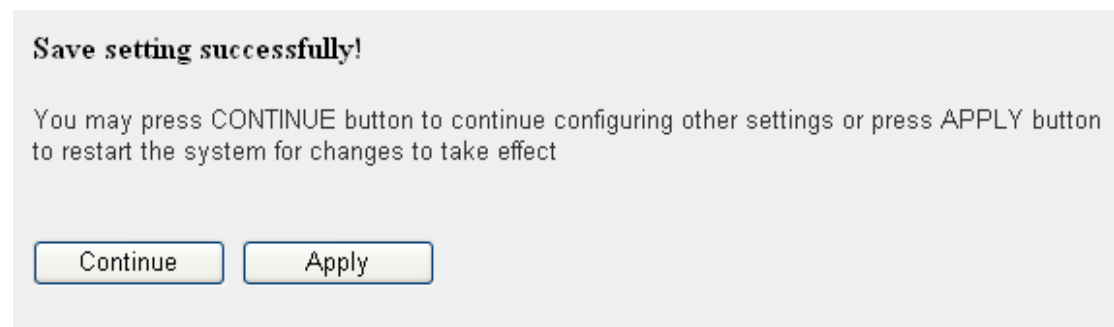 Save setting successfully!
You may press CONTINUE button to continue configuring other settings or press APPLY button
to restart the system for changes to take effect
Continue
Apply